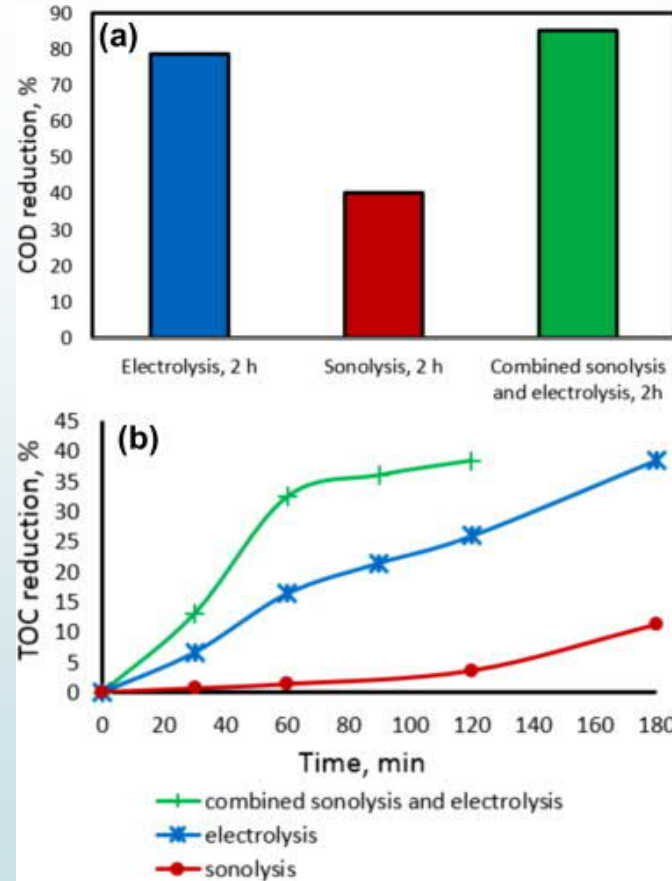 (a)
COD reduction, %
90
80
70
60
50
40
30
20
10
0
Electrolysis, 2 h
Sonolysis, 2 h
Combined sonolysis
and electrolysis, 2h
(b)
TOC reduction, %
45
40
35
30
25
20
15
10
5
0
0 20 40 60 80 100 120 140 160 180
Time, min
combined sonolysis and electrolysis
electrolysis
sonolysis